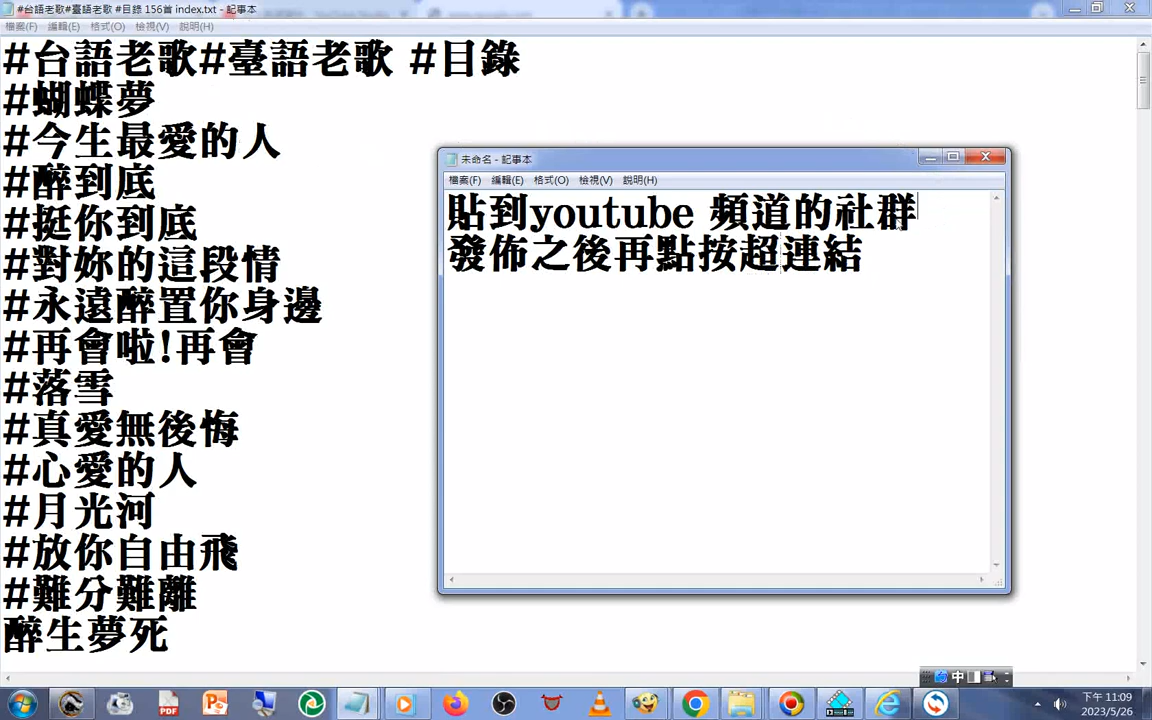 #台語老歌#臺語老歌 #目錄 156首 index.txt - 記事本
檔案(F) 編輯(E) 格式(O) 檢視(V) 說明(H)
#台語老歌#臺語老歌 #目錄
#蝴蝶夢
#今生最愛的人
#醉到底
#挺你到底
#對妳的這段情
#永遠醉置你身邊
#再會啦!再會
#落雪
#真愛無後悔
#心愛的人
#月光河
#放你自由飛
#難分難離
醉生夢死
未命名 - 記事本
檔案(F) 編輯(E) 格式(O) 檢視(V) 說明(H)
貼到youtube 頻道的社群
發佈之後再點按超連結
中
PDF
下午 11:09
2023/5/26